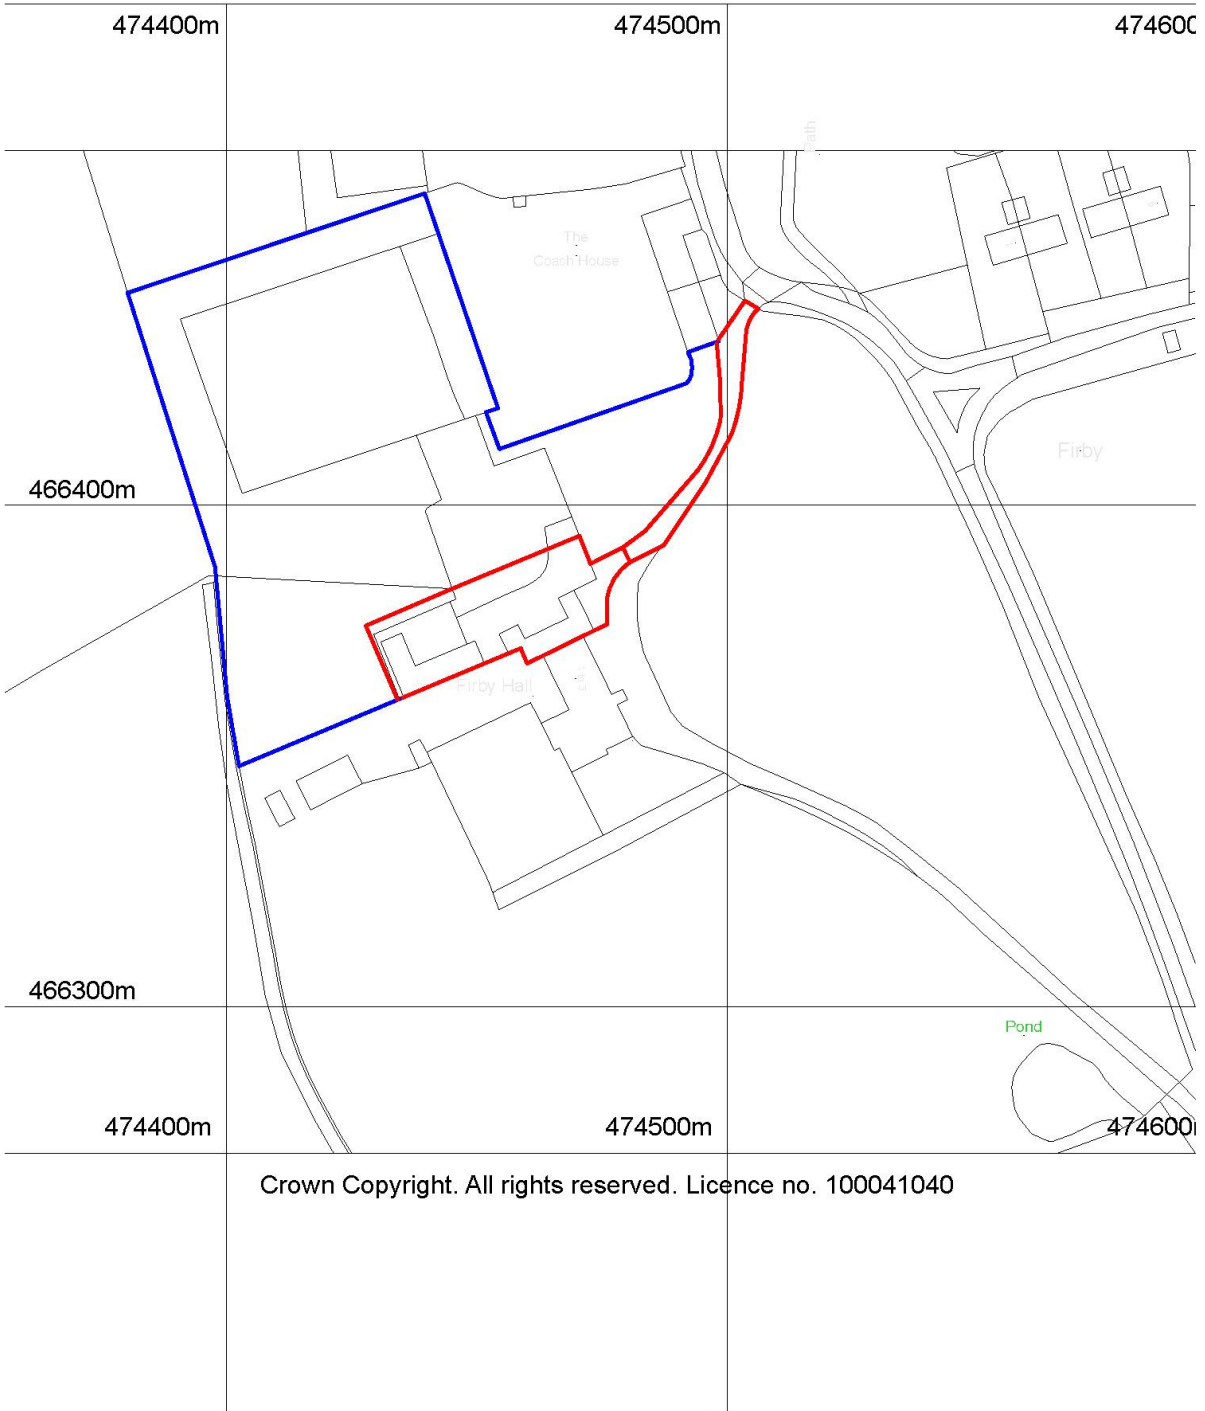 474400m
474500m
474600
Path
The
Coach House
Firby
466400m
Firby Hall
466300m
Pond
474400m
474500m
474600
Crown Copyright. All rights reserved. Licence no. 100041040